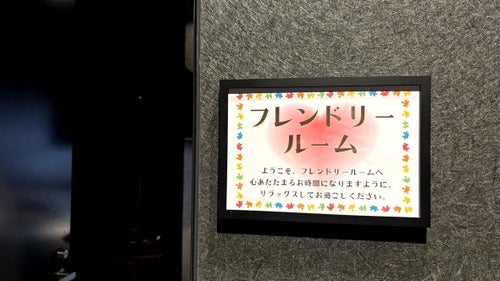 フレンドリー
ルーム
ようこそ、フレンドリールームへ
心あたたまるお時間になりますように。
リラックスしてお過ごしください。